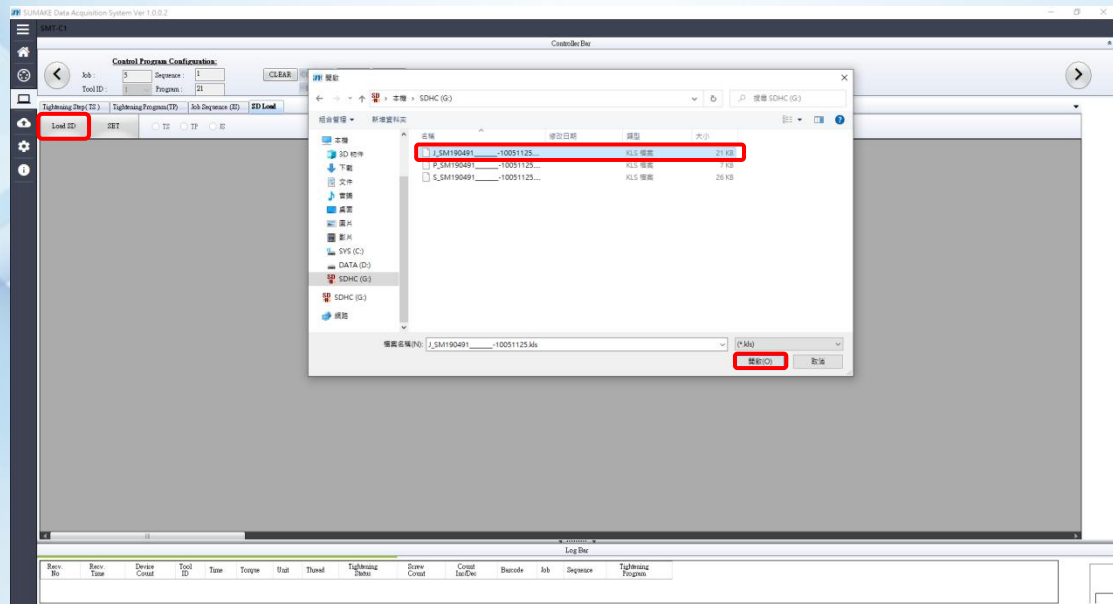 SUMAKE Data Acquisition System Ver 1.0.0.2
SMT-C1
Controller Bar
Control Program Configuration:
Job : 5 Sequence : 1 CLEAR
Tool ID : 1 Program : 21
Tightening Step(TS) Tightening Program(TP) Job Sequence (JS) SD Load
Load SD SET TS TP JS
開啟
本機 › SDHC (G:)
搜尋 SDHC (G:)
組合管理 新增資料夾
名稱 修改日期 類型 大小
J_SM190491______-10051125.... KLS 檔案 21 KB
P_SM190491______-10051125.... KLS 檔案 7 KB
S_SM190491______-10051125.... KLS 檔案 26 KB
本機
3D 物件
下載
文件
音樂
桌面
圖片
影片
SYS (C:)
DATA (D:)
SDHC (G:)
SDHC (G:)
網路
檔案名稱(N): J_SM190491______-10051125.kls (*.kls)
開啟(O) 取消
Log Bar
Recv. No Recv. Time Device Count Tool ID Time Torque Unit Thread Tightening Status Screw Count Count Inc/Dec Barcode Job Sequence Tightening Program